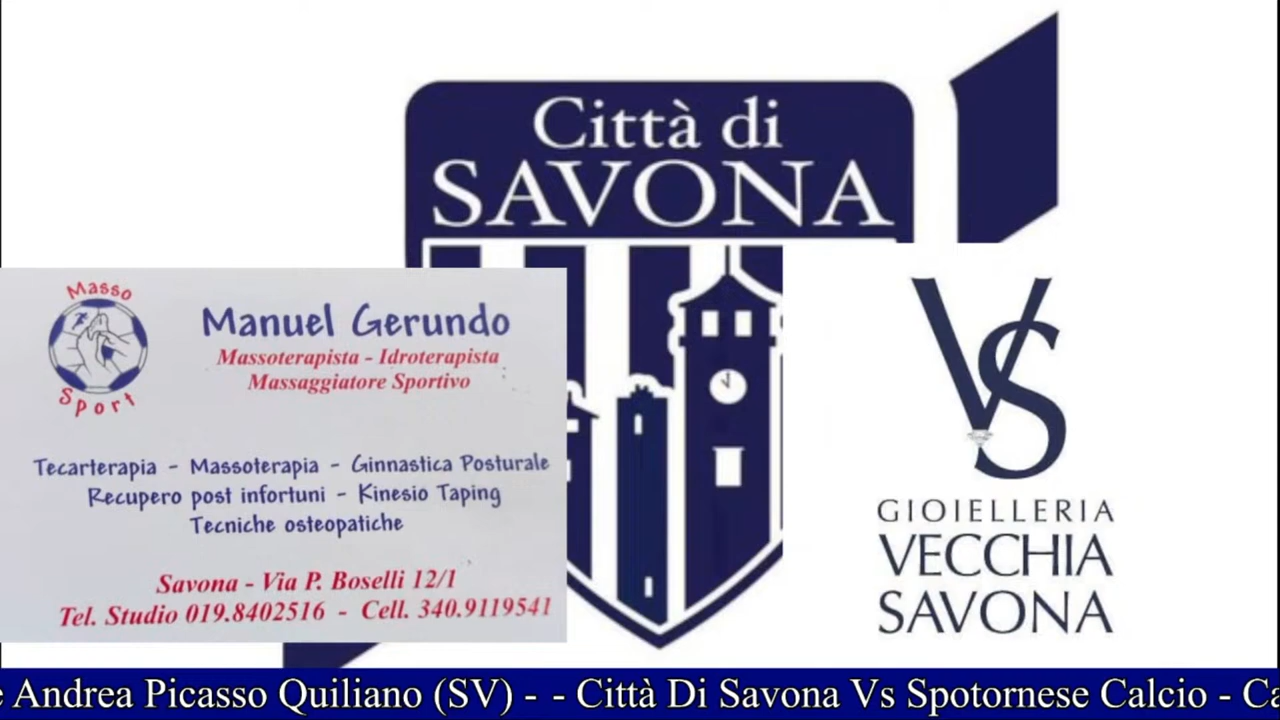 Città di
SAVONA
Masso
Sport
Manuel Gerundo
Massoterapista - Idroterapista
Massaggiatore Sportivo
Tecarterapia - Massoterapia - Ginnastica Posturale
Recupero post infortuni - Kinesio Taping
Tecniche osteopatiche
Savona - Via P. Boselli 12/1
Tel. Studio 019.8402516 - Cell. 340.9119541
VS
GIOIELLERIA
VECCHIA
SAVONA
e Andrea Picasso Quiliano (SV) - - Città Di Savona Vs Spotornese Calcio - Ca